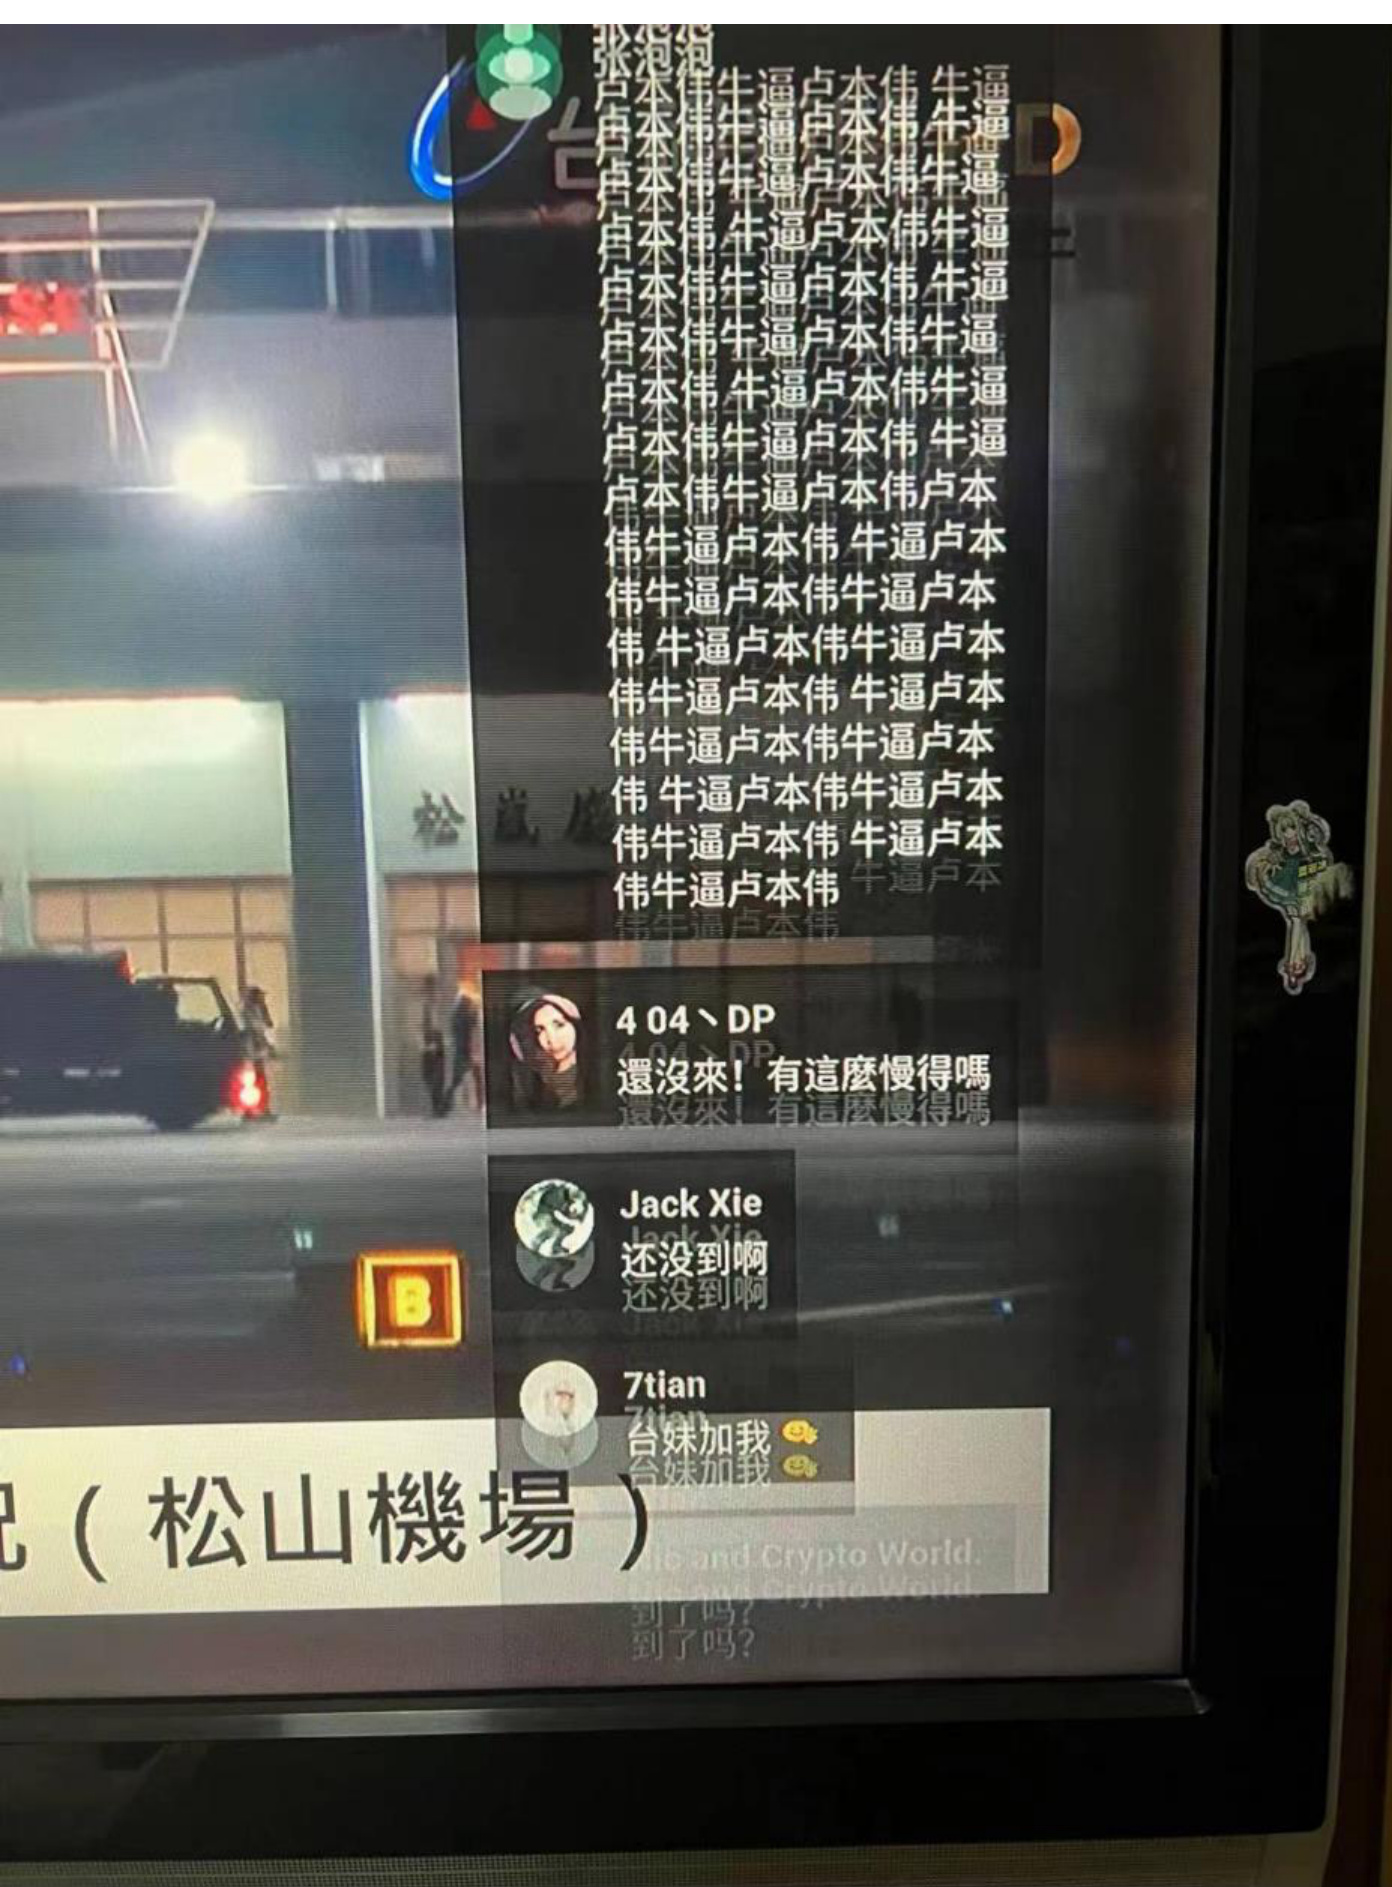 张泡泡
卢本伟牛逼卢本伟 牛逼
卢本伟牛逼卢本伟 牛逼
卢本伟牛逼卢本伟牛逼
卢本伟 牛逼卢本伟牛逼
卢本伟牛逼卢本伟 牛逼
卢本伟牛逼卢本伟牛逼
卢本伟 牛逼卢本伟牛逼
卢本伟牛逼卢本伟 牛逼
卢本伟牛逼卢本伟卢本
伟牛逼卢本伟 牛逼卢本
伟牛逼卢本伟牛逼卢本
伟 牛逼卢本伟牛逼卢本
伟牛逼卢本伟 牛逼卢本
伟牛逼卢本伟牛逼卢本
伟 牛逼卢本伟牛逼卢本
伟牛逼卢本伟 牛逼卢本
伟牛逼卢本伟
台
D
松
4 04丶DP
還沒來！有這麼慢得嗎
Jack Xie
还没到啊
B
7tian
台妹加我
（松山機場）
and Crypto World.
到了吗?